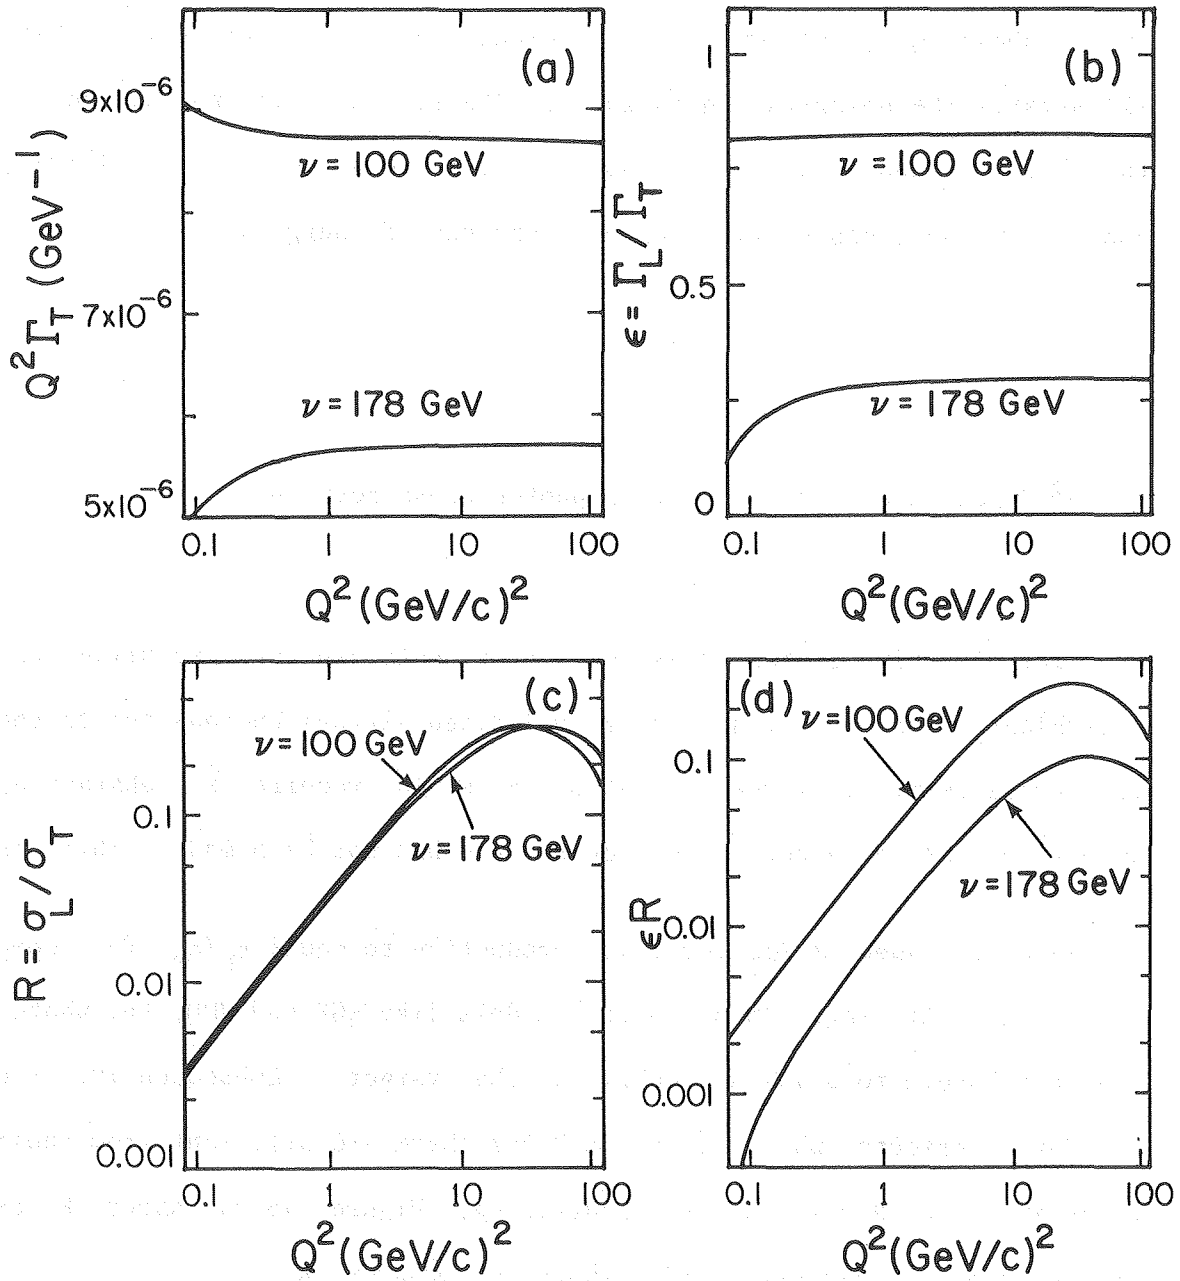 (a)
9x10⁻⁶
7x10⁻⁶
5x10⁻⁶
Q²Γ_T (GeV⁻¹)
ν = 100 GeV
ν = 178 GeV
0.1 1 10 100
Q² (GeV/c)²
(b)
1
0.5
0
ϵ = Γ_L/Γ_T
ν = 100 GeV
ν = 178 GeV
0.1 1 10 100
Q² (GeV/c)²
(c)
0.1
0.01
0.001
R = σ_L/σ_T
ν = 100 GeV
ν = 178 GeV
0.1 1 10 100
Q² (GeV/c)²
(d)
0.1
0.01
0.001
ϵR
ν = 100 GeV
ν = 178 GeV
0.1 1 10 100
Q² (GeV/c)²